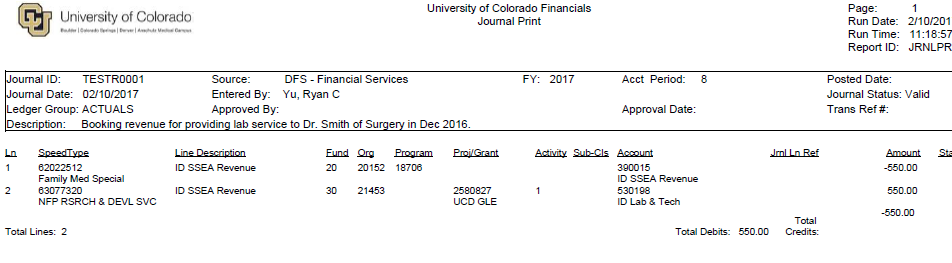 University of Colorado
Boulder | Colorado Springs | Denver | Anschutz Medical Campus
University of Colorado Financials
Journal Print
Page: 1
Run Date: 2/10/201
Run Time: 11:18:57
Report ID: JRNLPR
Journal ID: TESTR0001 Source: DFS - Financial Services FY: 2017 Acct Period: 8 Posted Date:
Journal Date: 02/10/2017 Entered By: Yu, Ryan C Journal Status: Valid
Ledger Group: ACTUALS Approved By: Approval Date: Trans Ref #:
Description: Booking revenue for providing lab service to Dr. Smith of Surgery in Dec 2016.
Ln SpeedType Line Description Fund Org Program Proj/Grant Activity Sub-Cls Account Jrnl Ln Ref Amount Sta
1 62022512 ID SSEA Revenue 20 20152 18706 390015 -550.00
Family Med Special ID SSEA Revenue
2 63077320 ID SSEA Revenue 30 21453 2580827 1 530198 550.00
NFP RSRCH & DEVL SVC UCD GLE ID Lab & Tech
-550.00
Total Lines: 2 Total Debits: 550.00 Total Credits: